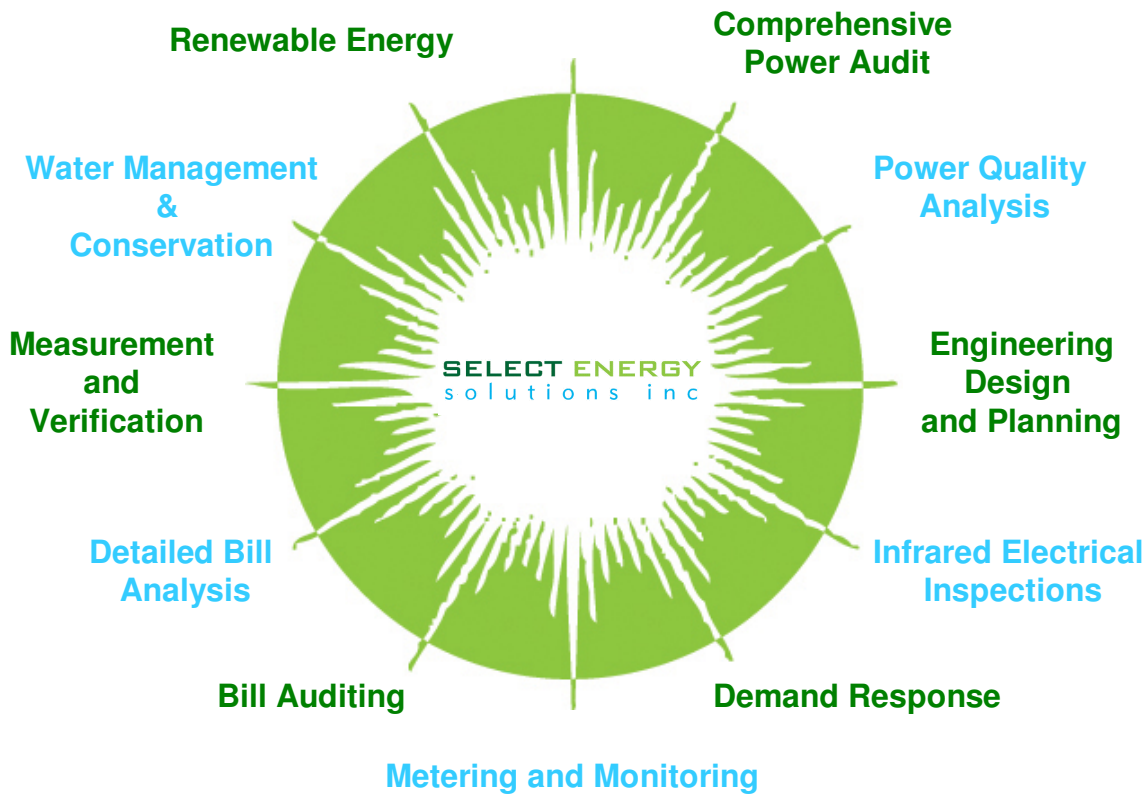 Renewable Energy
Comprehensive
Power Audit
Water Management
&
Conservation
Power Quality
Analysis
Measurement
and
Verification
SELECT ENERGY
solutions inc
Engineering
Design
and Planning
Detailed Bill
Analysis
Infrared Electrical
Inspections
Bill Auditing
Demand Response
Metering and Monitoring